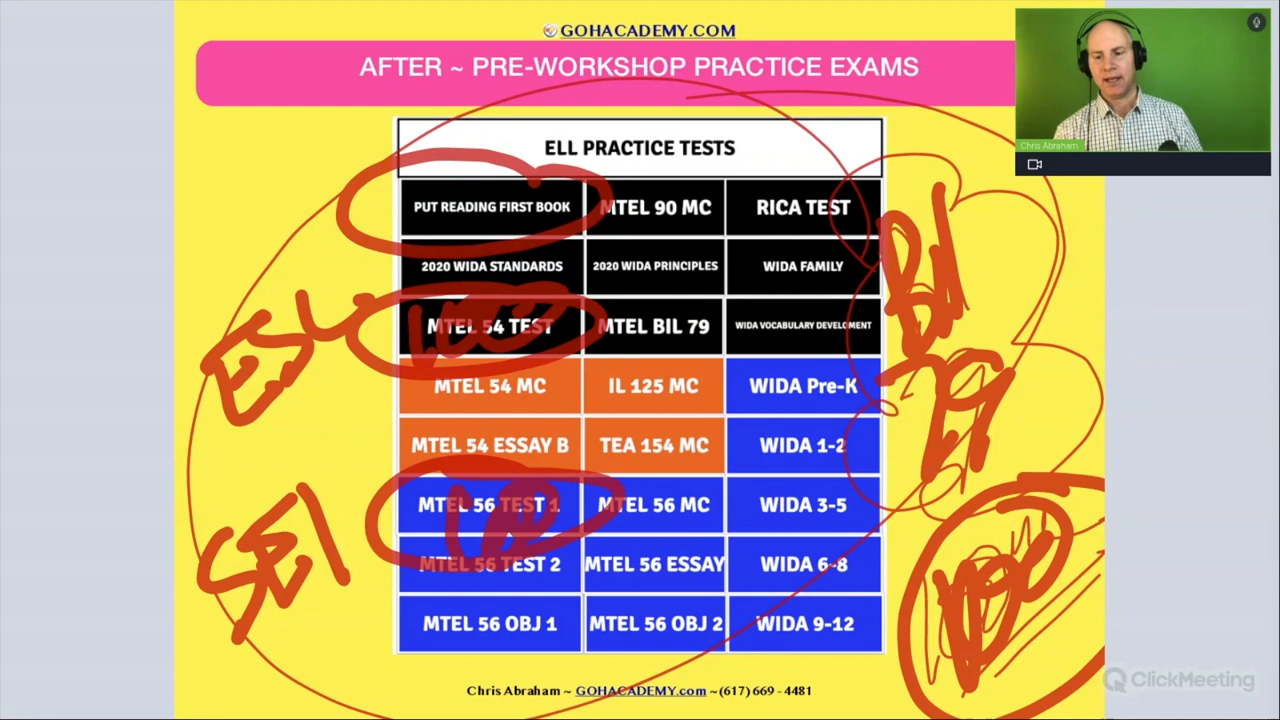 GOHACADEMY.COM
AFTER ~ PRE-WORKSHOP PRACTICE EXAMS
Chris Abraham
ELL PRACTICE TESTS
PUT READING FIRST BOOK MTEL 90 MC RICA TEST
2020 WIDA STANDARDS 2020 WIDA PRINCIPLES WIDA FAMILY
MTEL 54 TEST MTEL BIL 79 WIDA VOCABULARY DEVELOMENT
MTEL 54 MC IL 125 MC WIDA Pre-K
MTEL 54 ESSAY B TEA 154 MC WIDA 1-2
MTEL 56 TEST 1 MTEL 56 MC WIDA 3-5
MTEL 56 TEST 2 MTEL 56 ESSAY WIDA 6-8
MTEL 56 OBJ 1 MTEL 56 OBJ 2 WIDA 9-12
ESL
SEI
79
Chris Abraham ~ GOHACADEMY.com ~(617) 669 - 4481
ClickMeeting